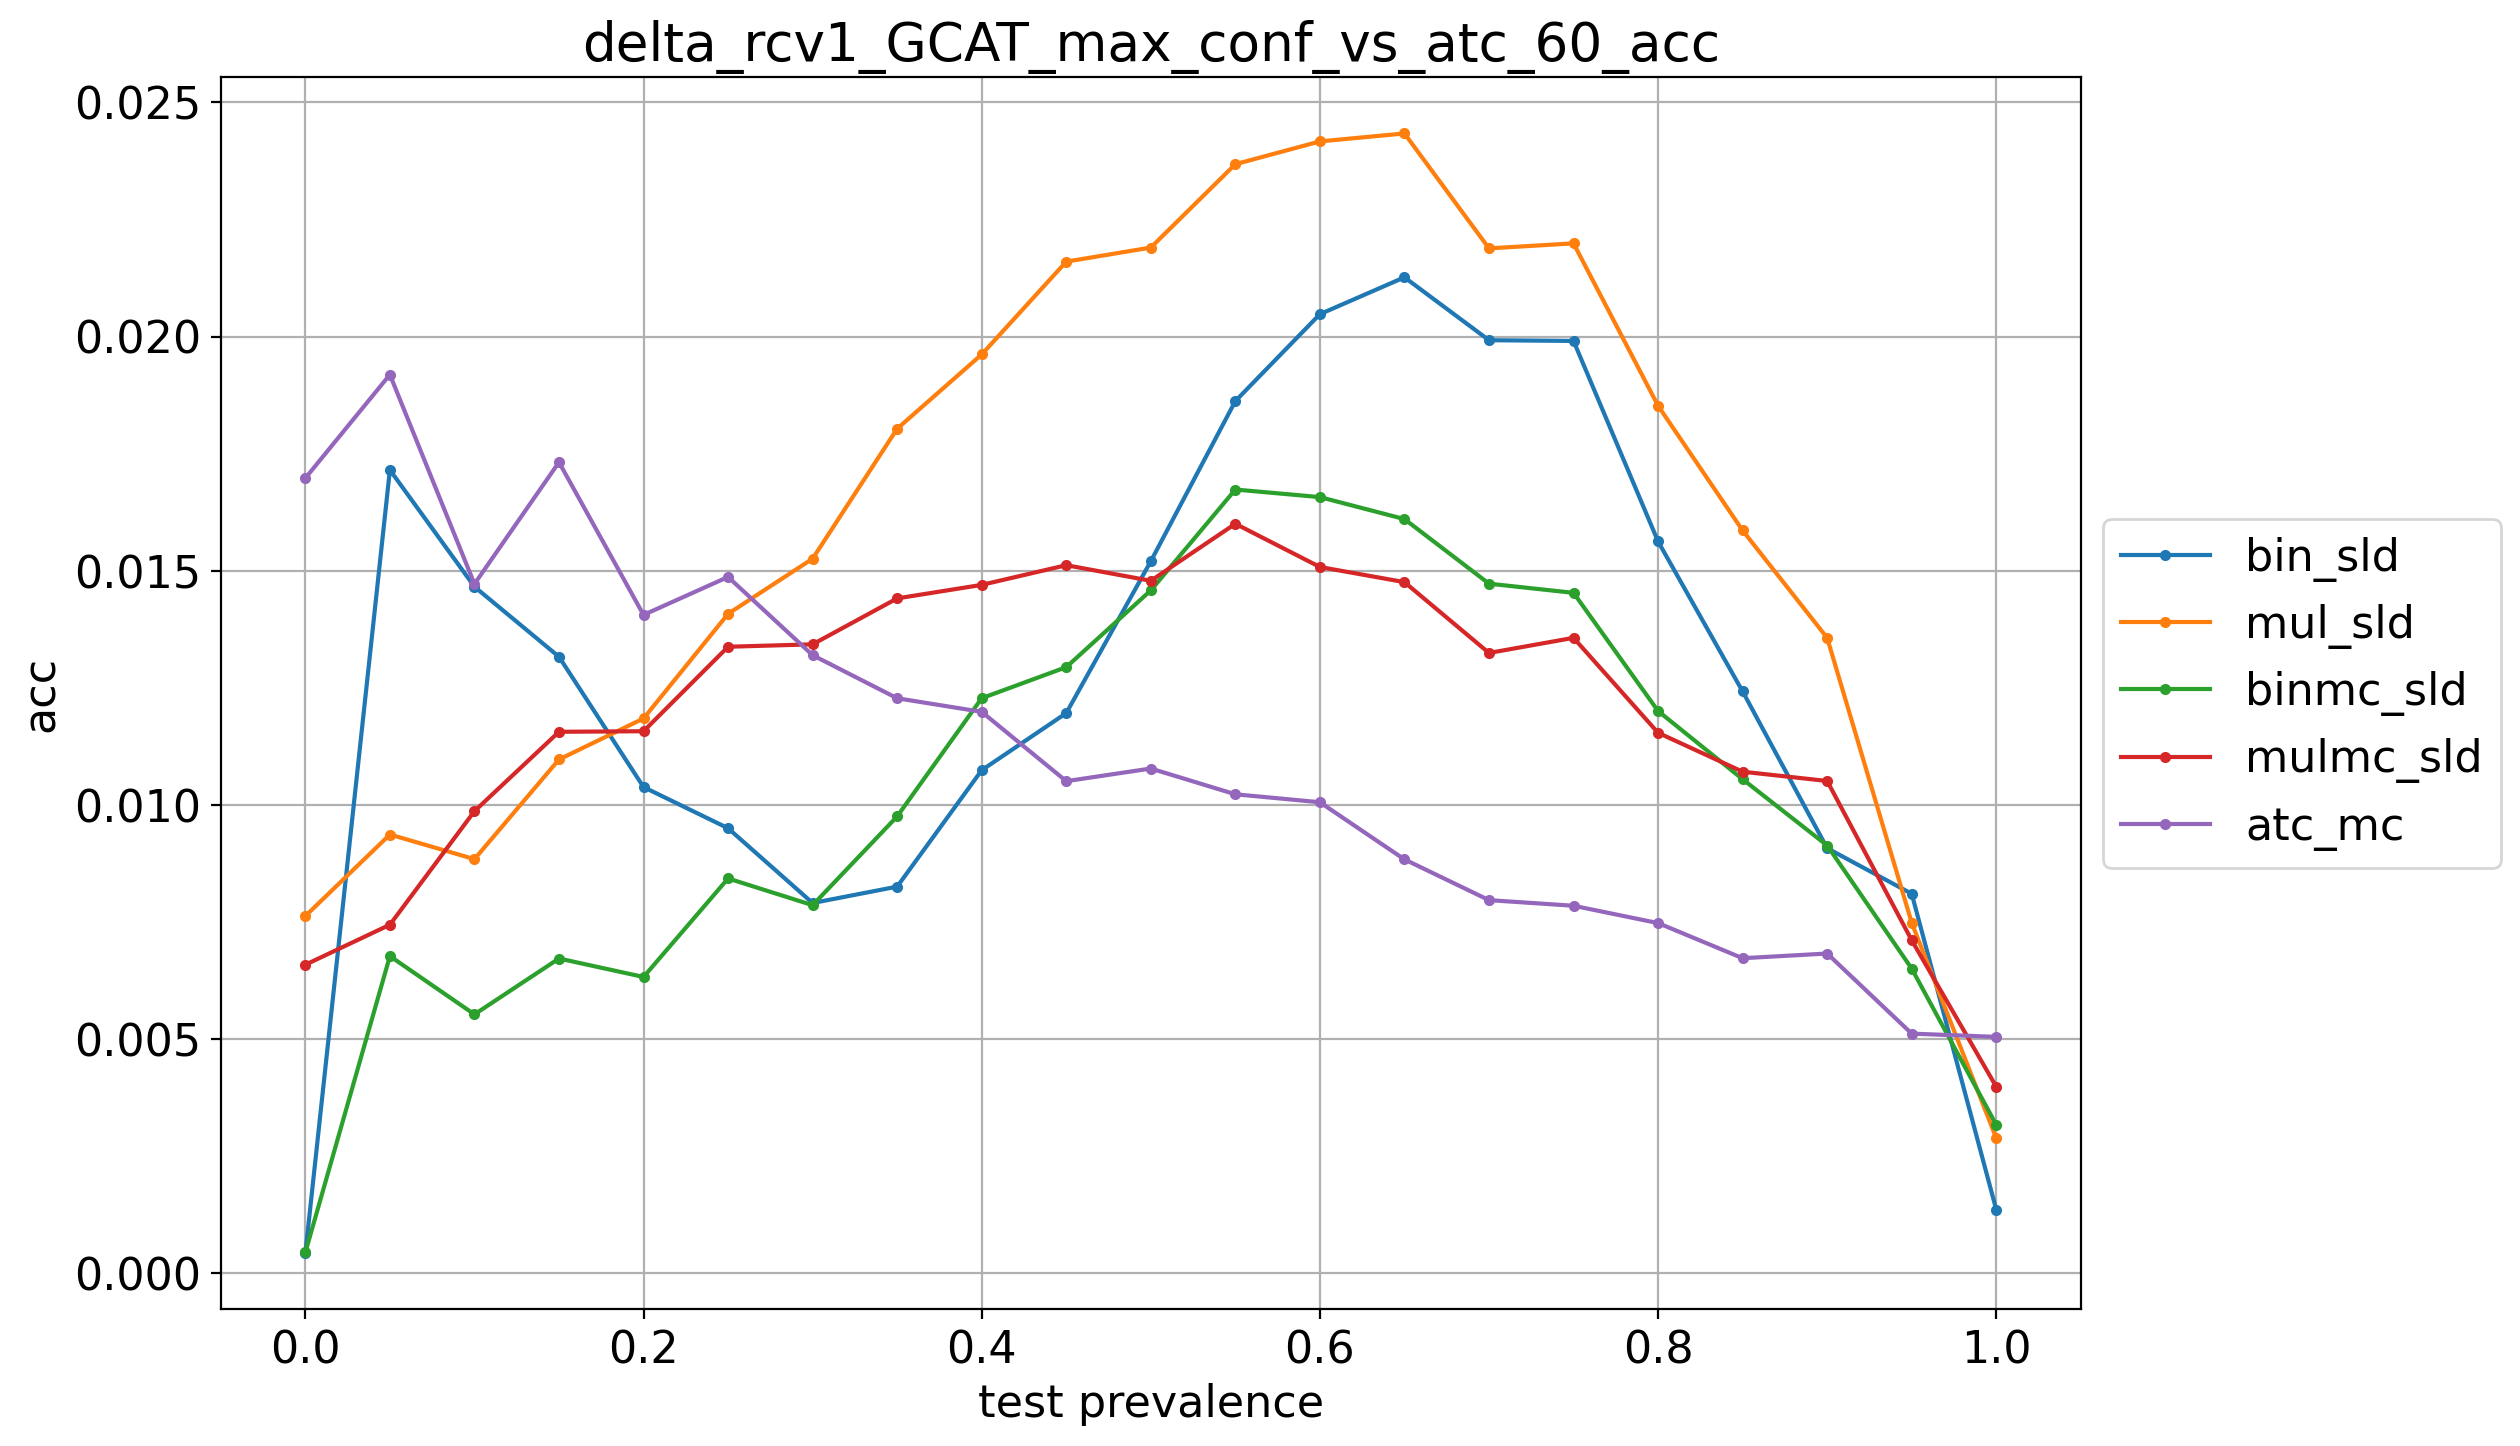 delta_rcv1_GCAT_max_conf_vs_atc_60_acc
0.025
0.020
0.015
0.010
0.005
0.000
acc
0.0 0.2 0.4 0.6 0.8 1.0
test prevalence
bin_sld
mul_sld
binmc_sld
mulmc_sld
atc_mc